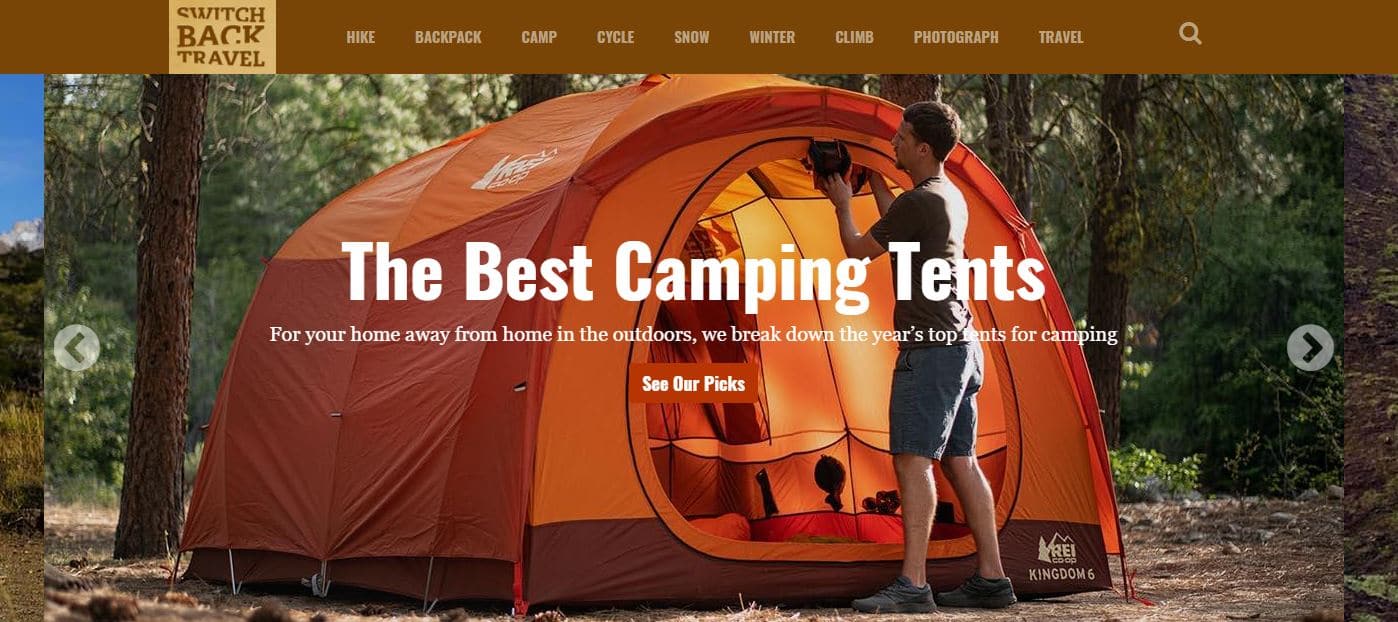 SWITCH
BACK
TRAVEL
HIKE BACKPACK CAMP CYCLE SNOW WINTER CLIMB PHOTOGRAPH TRAVEL
REI
CO·OP
The Best Camping Tents
For your home away from home in the outdoors, we break down the year’s top tents for camping
See Our Picks
REI
CO·OP
KINGDOM 6